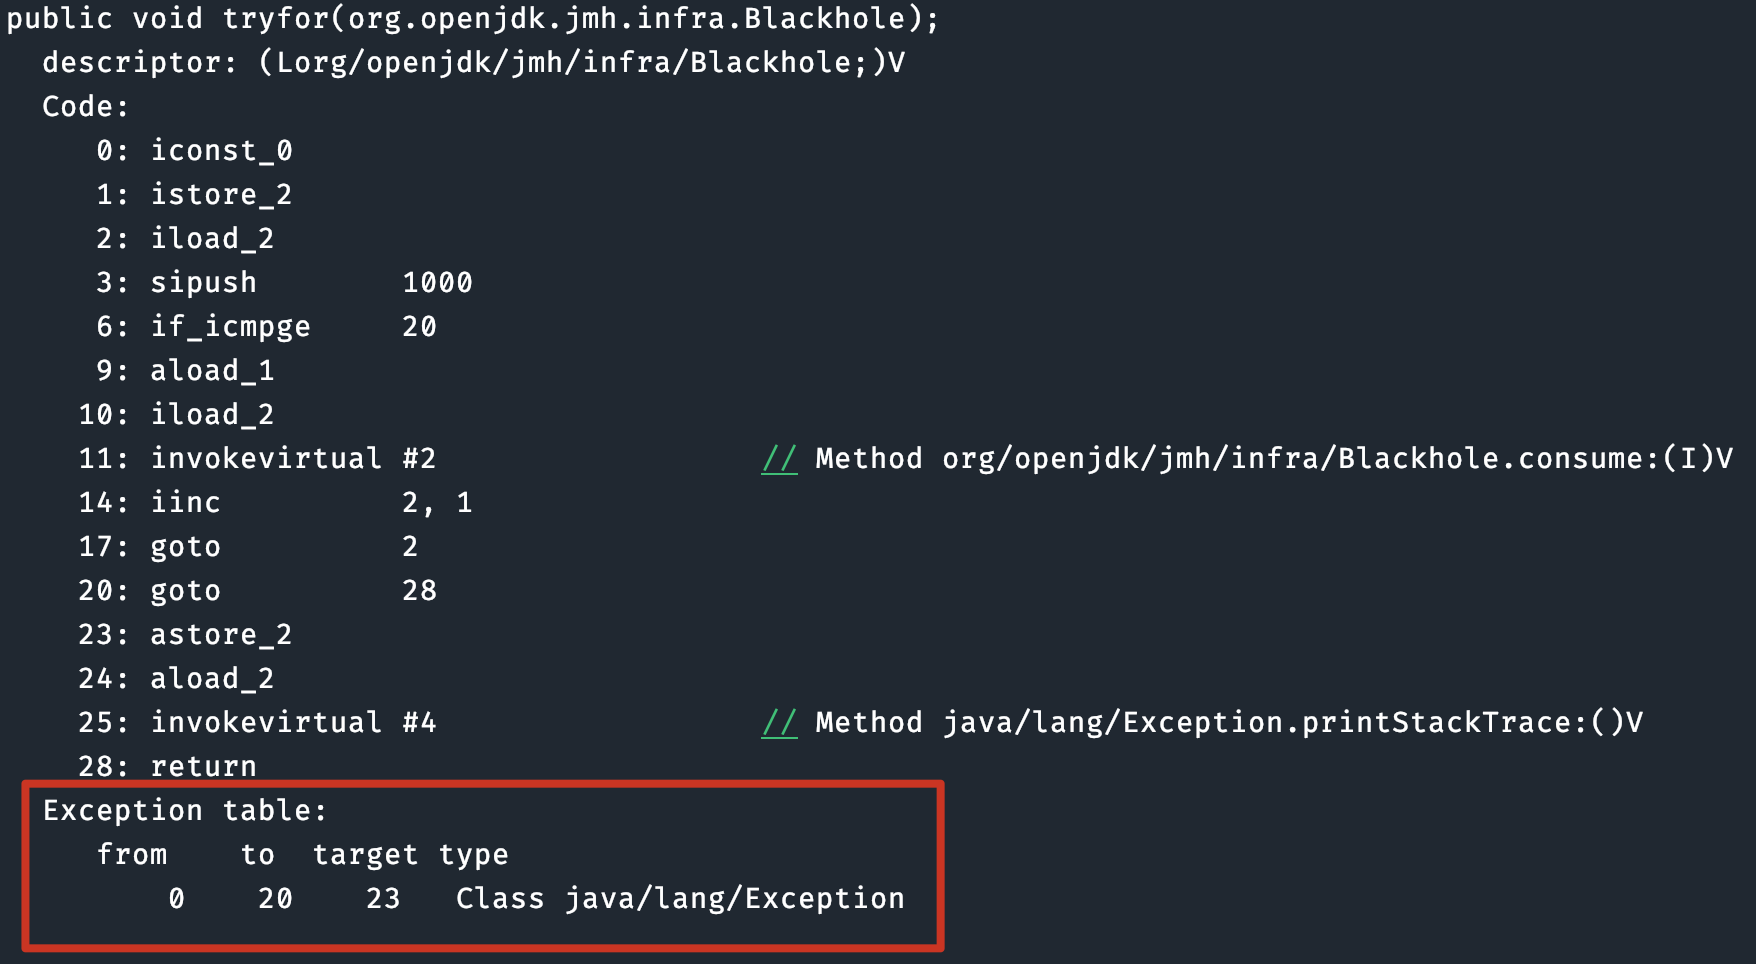 public void tryfor(org.openjdk.jmh.infra.Blackhole);
  descriptor: (Lorg/openjdk/jmh/infra/Blackhole;)V
  Code:
     0: iconst_0
     1: istore_2
     2: iload_2
     3: sipush        1000
     6: if_icmpge     20
     9: aload_1
    10: iload_2
    11: invokevirtual #2                  // Method org/openjdk/jmh/infra/Blackhole.consume:(I)V
    14: iinc          2, 1
    17: goto          2
    20: goto          28
    23: astore_2
    24: aload_2
    25: invokevirtual #4                  // Method java/lang/Exception.printStackTrace:()V
    28: return
  Exception table:
     from    to  target type
         0    20    23   Class java/lang/Exception